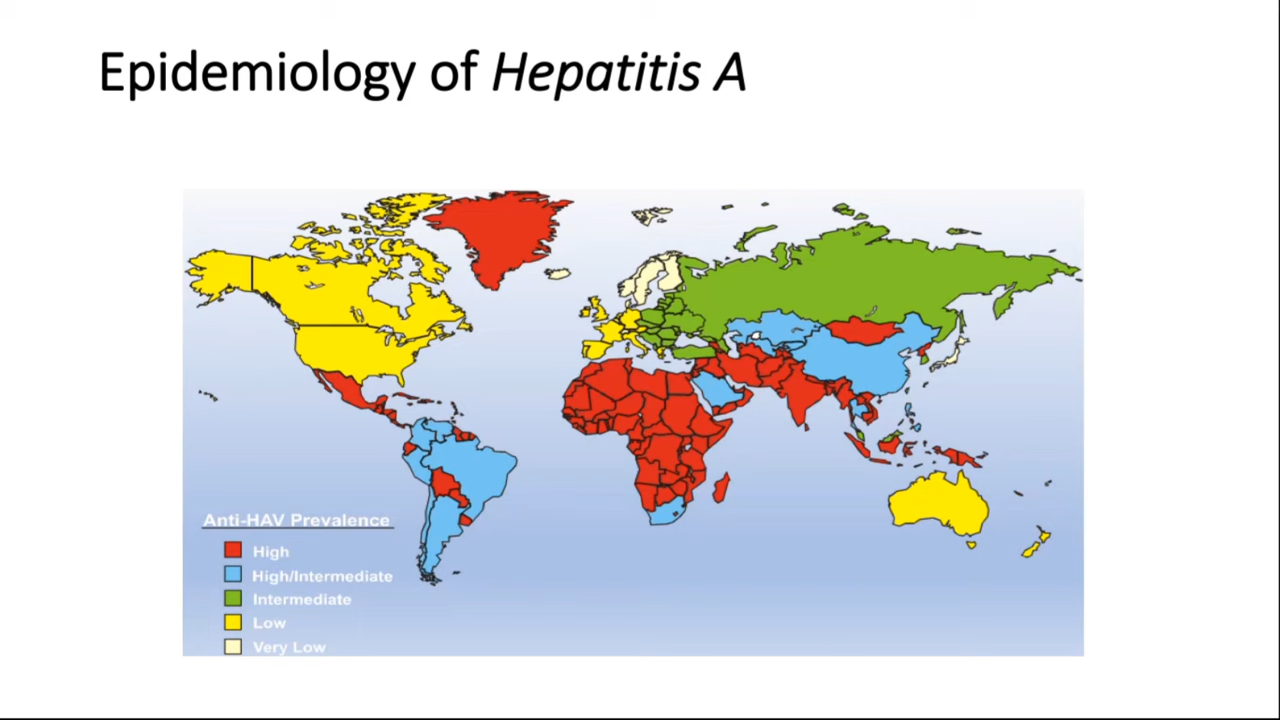 Epidemiology of Hepatitis A
Anti-HAV Prevalence
High
High/Intermediate
Intermediate
Low
Very Low